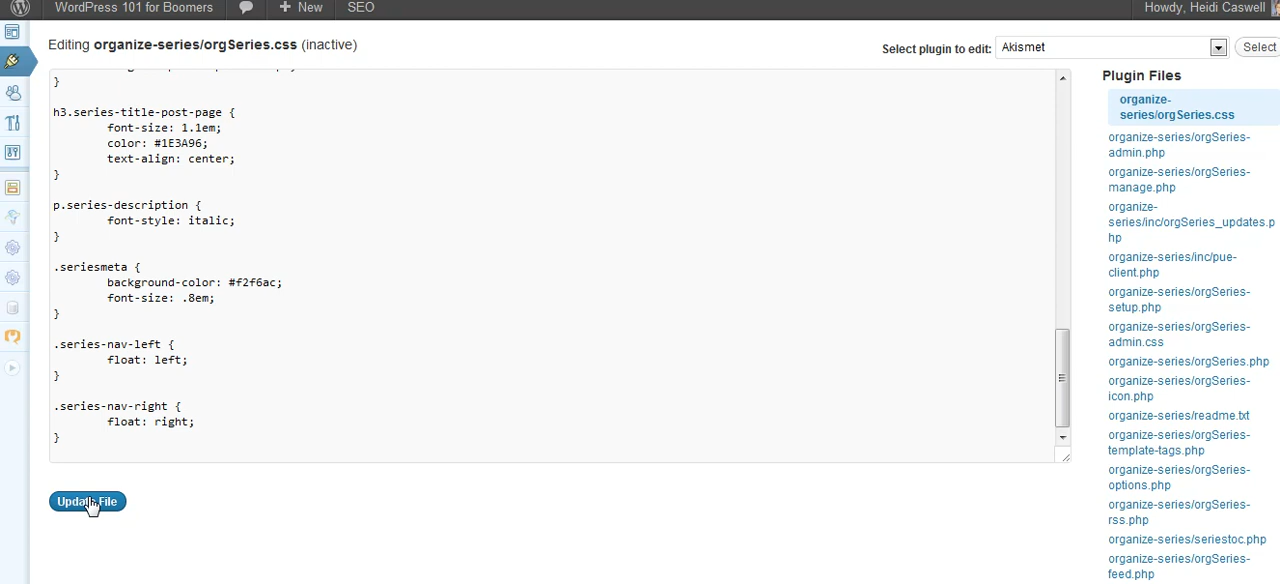 WordPress 101 for Boomers
New
SEO
Howdy, Heidi Caswell
Editing organize-series/orgSeries.css (inactive)
Select plugin to edit:
Akismet
Select
}
h3.series-title-post-page {
font-size: 1.1em;
color: #1E3A96;
text-align: center;
}
p.series-description {
font-style: italic;
}
.seriesmeta {
background-color: #f2f6ac;
font-size: .8em;
}
.series-nav-left {
float: left;
}
.series-nav-right {
float: right;
}
Update File
Plugin Files
organize-
series/orgSeries.css
organize-series/orgSeries-
admin.php
organize-series/orgSeries-
manage.php
organize-
series/inc/orgSeries_updates.p
hp
organize-series/inc/pue-
client.php
organize-series/orgSeries-
setup.php
organize-series/orgSeries-
admin.css
organize-series/orgSeries.php
organize-series/orgSeries-
icon.php
organize-series/readme.txt
organize-series/orgSeries-
template-tags.php
organize-series/orgSeries-
options.php
organize-series/orgSeries-
rss.php
organize-series/seriestoc.php
organize-series/orgSeries-
feed.php